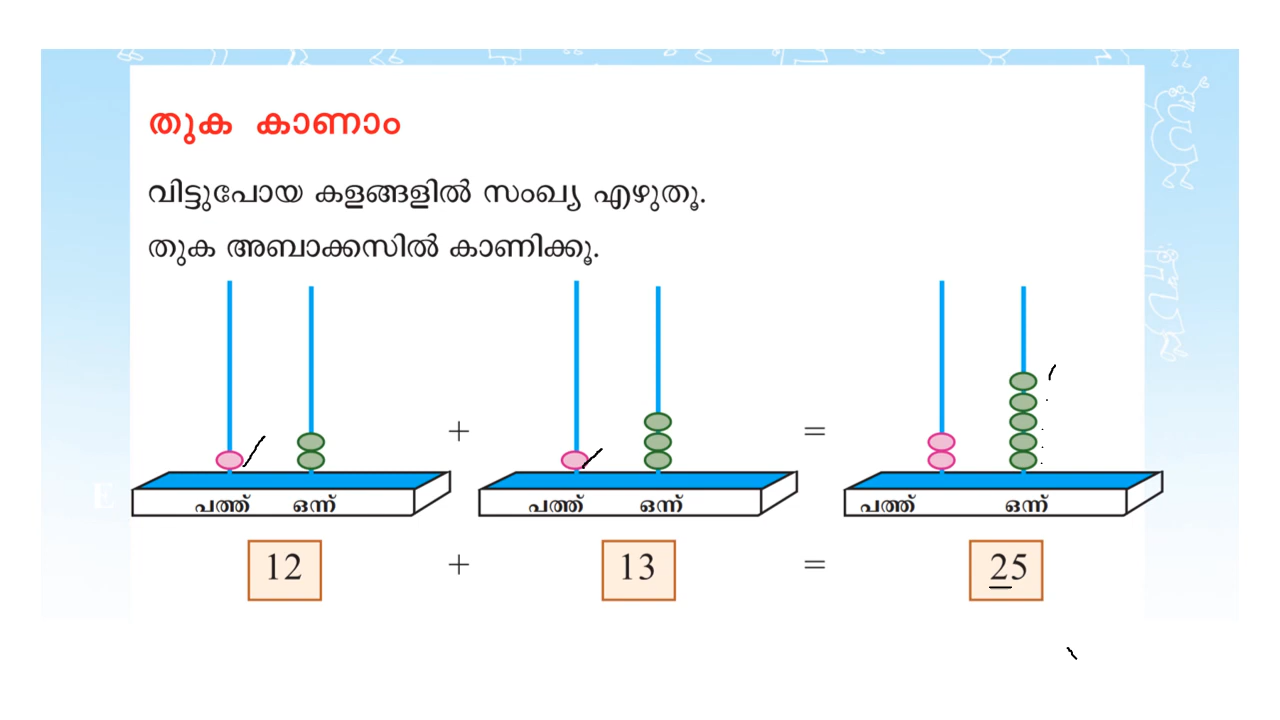 തുക കാണാം
വിട്ടുപോയ കളങ്ങളിൽ സംഖ്യ എഴുതൂ.
തുക അബാക്കസിൽ കാണിക്കൂ.
+ =
പത്ത് ഒന്ന് പത്ത് ഒന്ന് പത്ത് ഒന്ന്
E
12 + 13 = 25